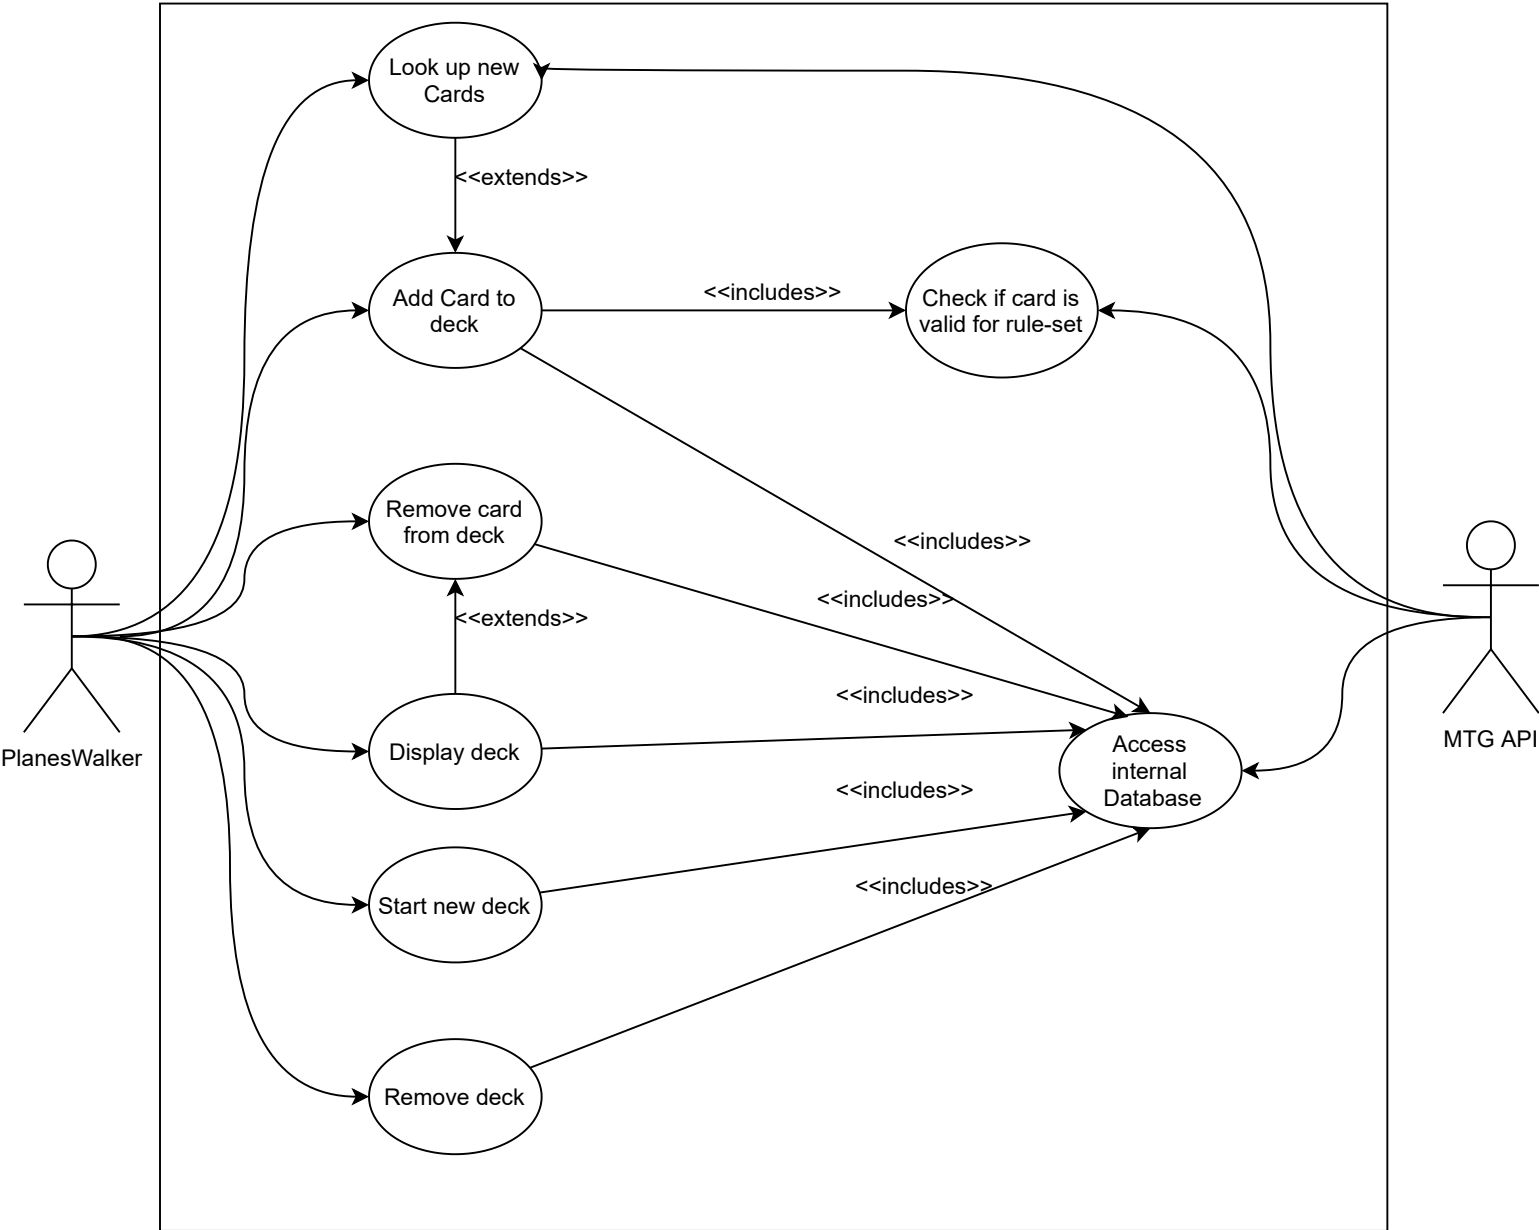 Look up new
Cards
<<extends>>
Add Card to
deck
<<includes>>
Check if card is
valid for rule-set
Remove card
from deck
<<includes>>
<<includes>>
<<extends>>
<<includes>>
Display deck
Access
internal
Database
PlanesWalker
MTG API
<<includes>>
Start new deck
<<includes>>
Remove deck